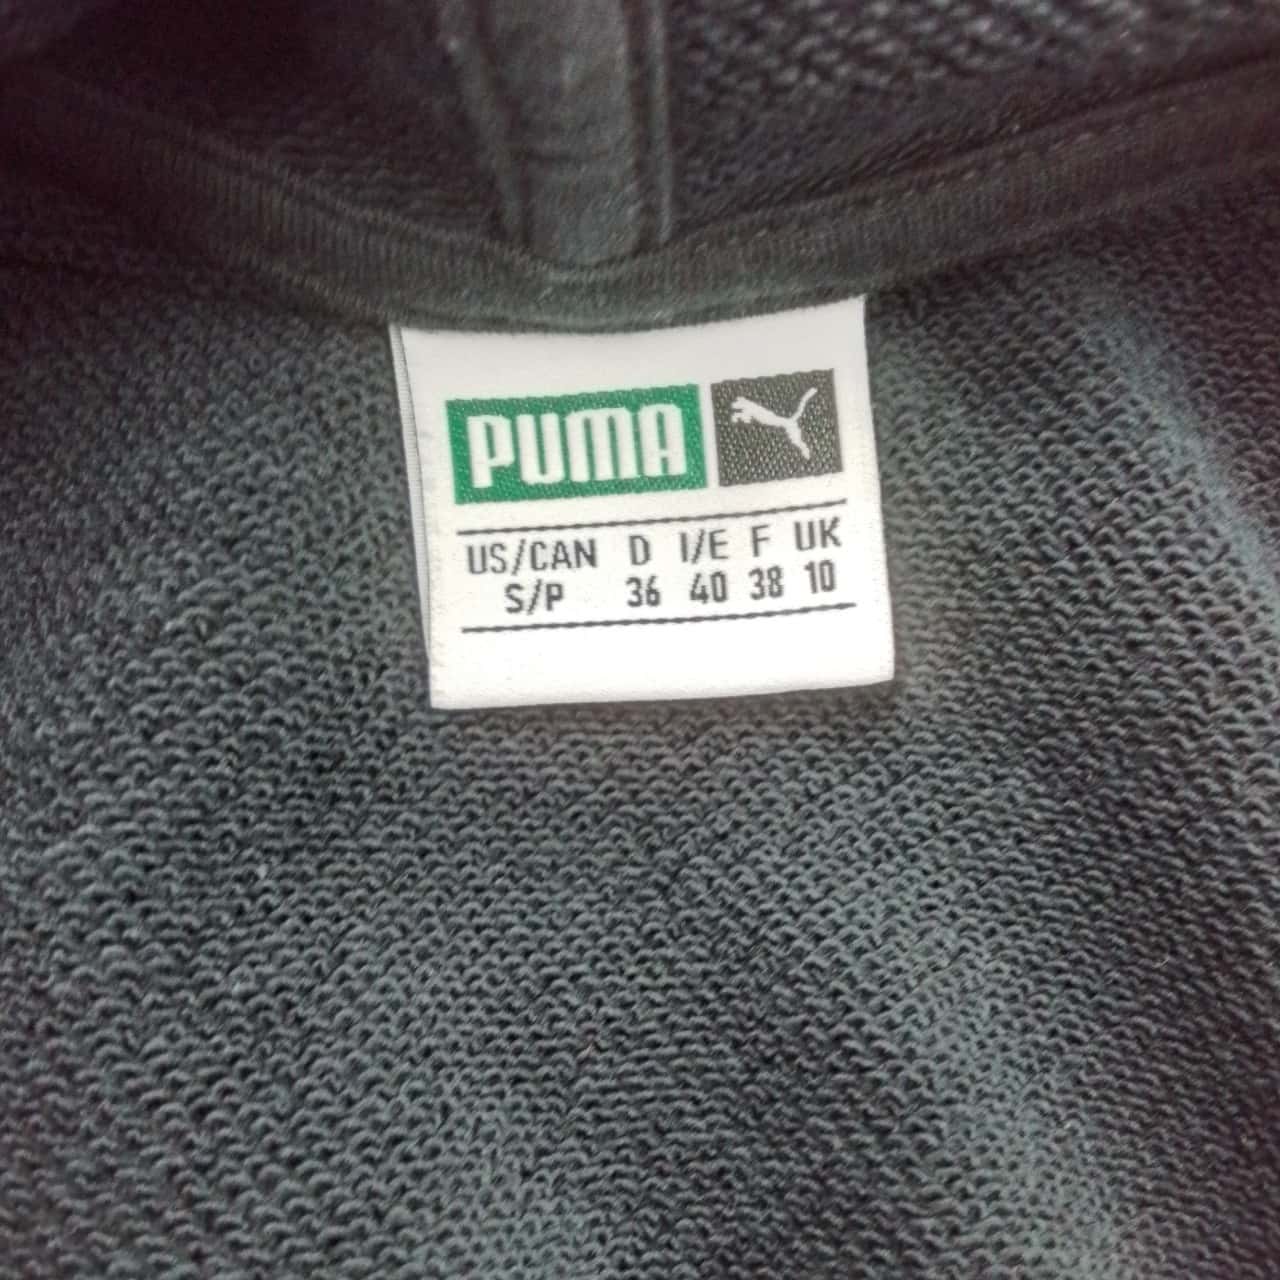 PUMA
US/CAN D I/E F UK
S/P 36 40 38 10